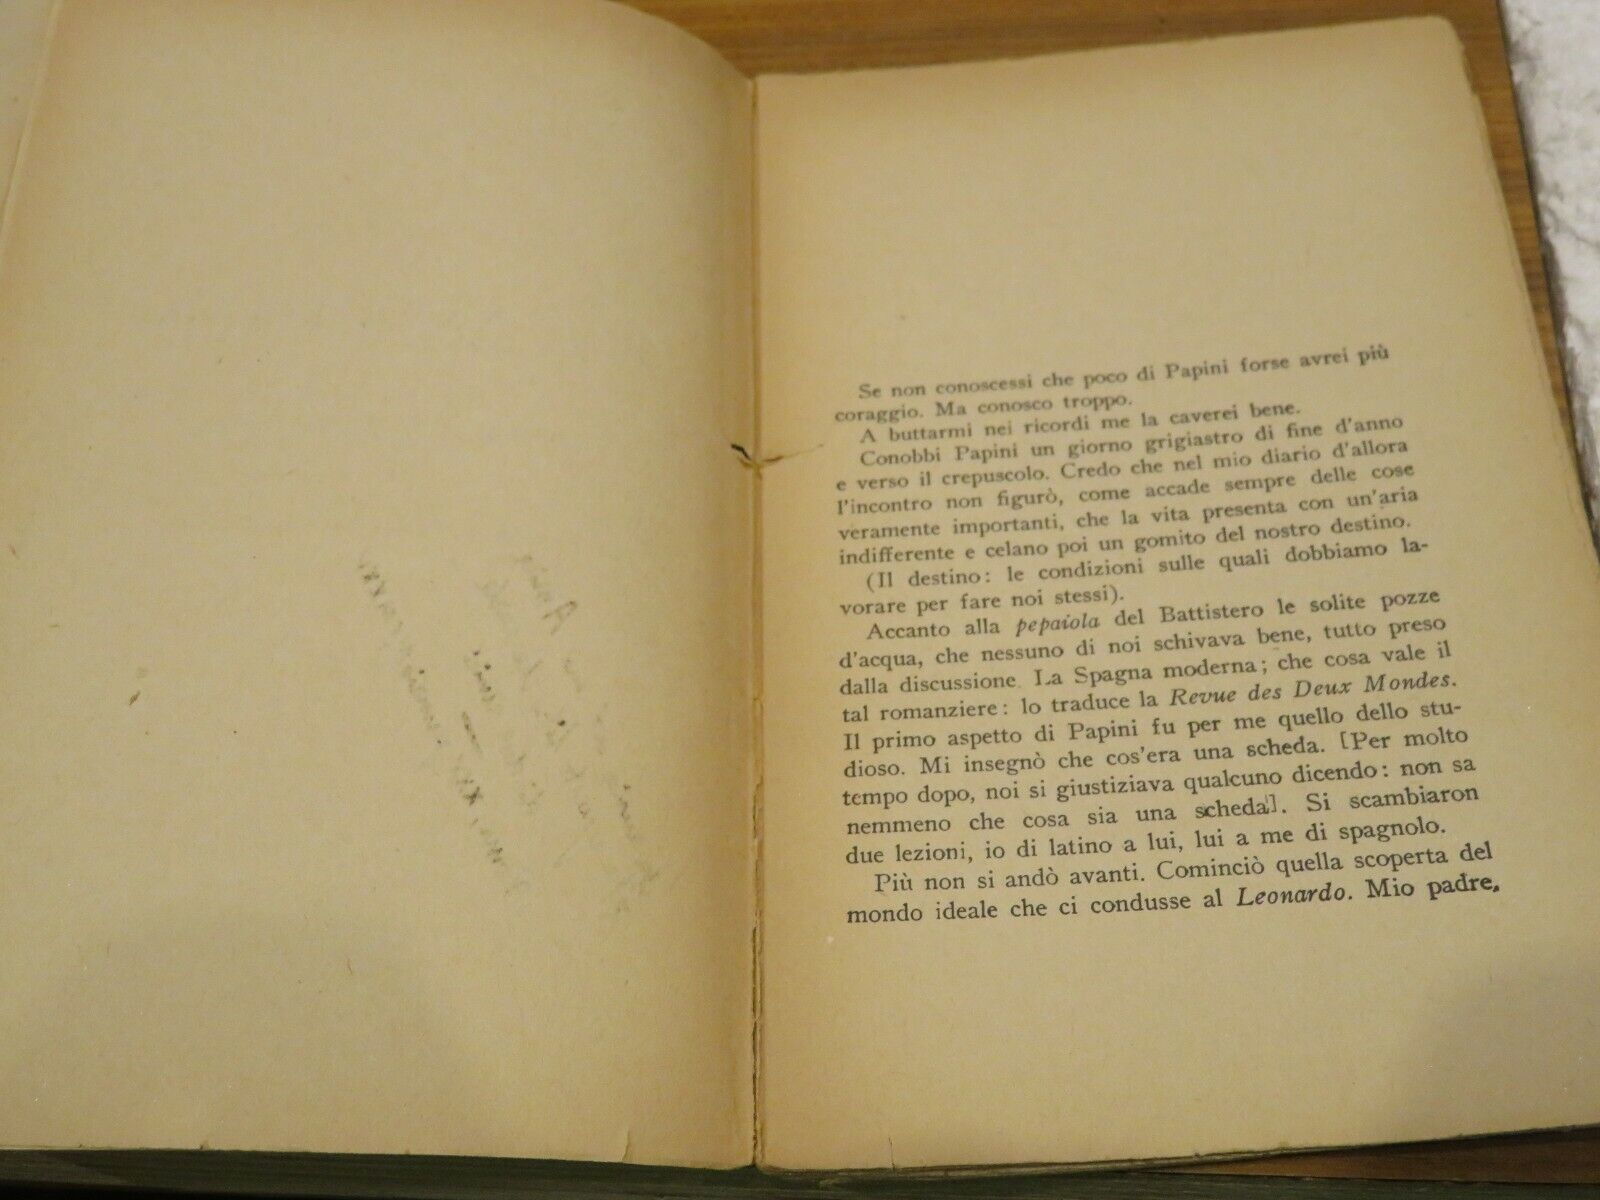 Se non conoscessi che poco di Papini forse avrei più
coraggio. Ma conosco troppo.
A buttarmi nei ricordi me la caverei bene.
Conobbi Papini un giorno grigiastro di fine d'anno
e verso il crepuscolo. Credo che nel mio diario d'allora
l'incontro non figurò, come accade sempre delle cose
veramente importanti, che la vita presenta con un'aria
indifferente e celano poi un gomito del nostro destino.
(Il destino: le condizioni sulle quali dobbiamo la-
vorare per fare noi stessi).
Accanto alla pepaiola del Battistero le solite pozze
d'acqua, che nessuno di noi schivava bene, tutto preso
dalla discussione. La Spagna moderna; che cosa vale il
tal romanziere: lo traduce la Revue des Deux Mondes.
Il primo aspetto di Papini fu per me quello dello stu-
dioso. Mi insegnò che cos'era una scheda. [Per molto
tempo dopo, noi si giustiziava qualcuno dicendo: non sa
nemmeno che cosa sia una scheda]. Si scambiaron
due lezioni, io di latino a lui, lui a me di spagnolo.
Più non si andò avanti. Cominciò quella scoperta del
mondo ideale che ci condusse al Leonardo. Mio padre,